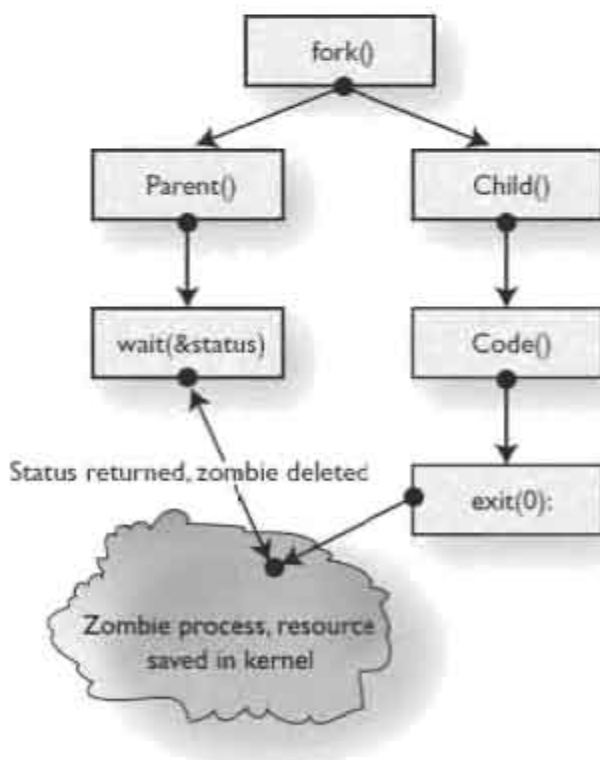 fork()
Parent()
Child()
wait(&status)
Code()
Status returned, zombie deleted
exit(0):
Zombie process, resource
saved in kernel